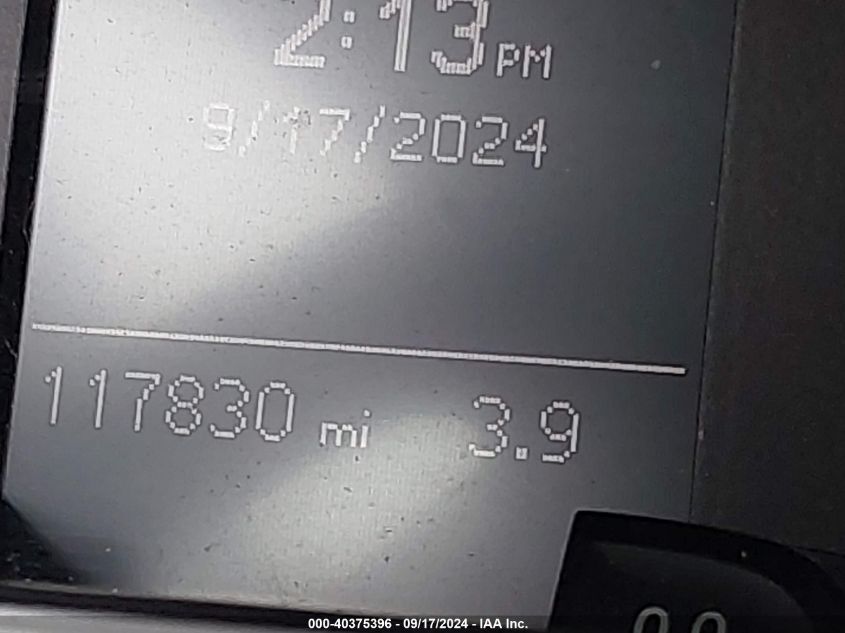 2:13 PM
9/17/2024
117830 mi 3.9
000-40375396 - 09/17/2024 - IAA Inc.